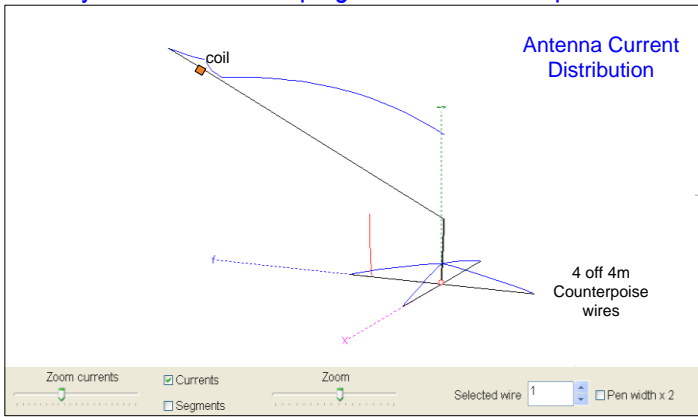 coil
Antenna Current
Distribution
4 off 4m
Counterpoise
wires
X
Zoom currents
Currents
Segments
Zoom
Selected wire 1
Pen width x 2